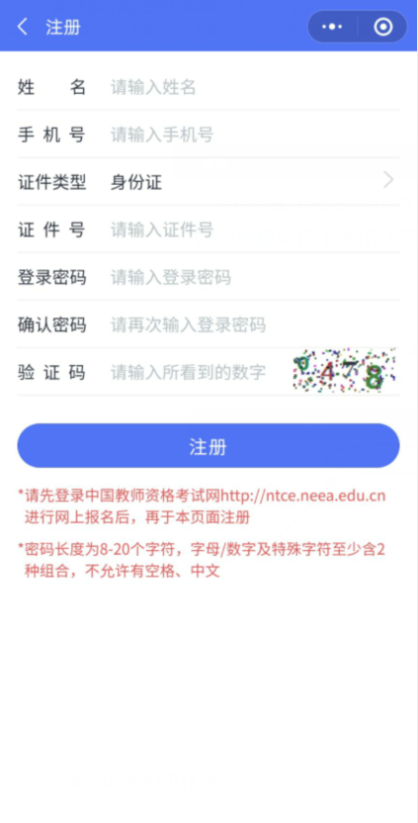 注册
姓 名 请输入姓名
手 机 号 请输入手机号
证件类型 身份证
证 件 号 请输入证件号
登录密码 请输入登录密码
确认密码 请再次输入登录密码
验 证 码 请输入所看到的数字 9478
注册
*请先登录中国教师资格考试网http://ntce.neea.edu.cn
进行网上报名后，再于本页面注册
*密码长度为8-20个字符，字母/数字及特殊字符至少含2
种组合，不允许有空格、中文